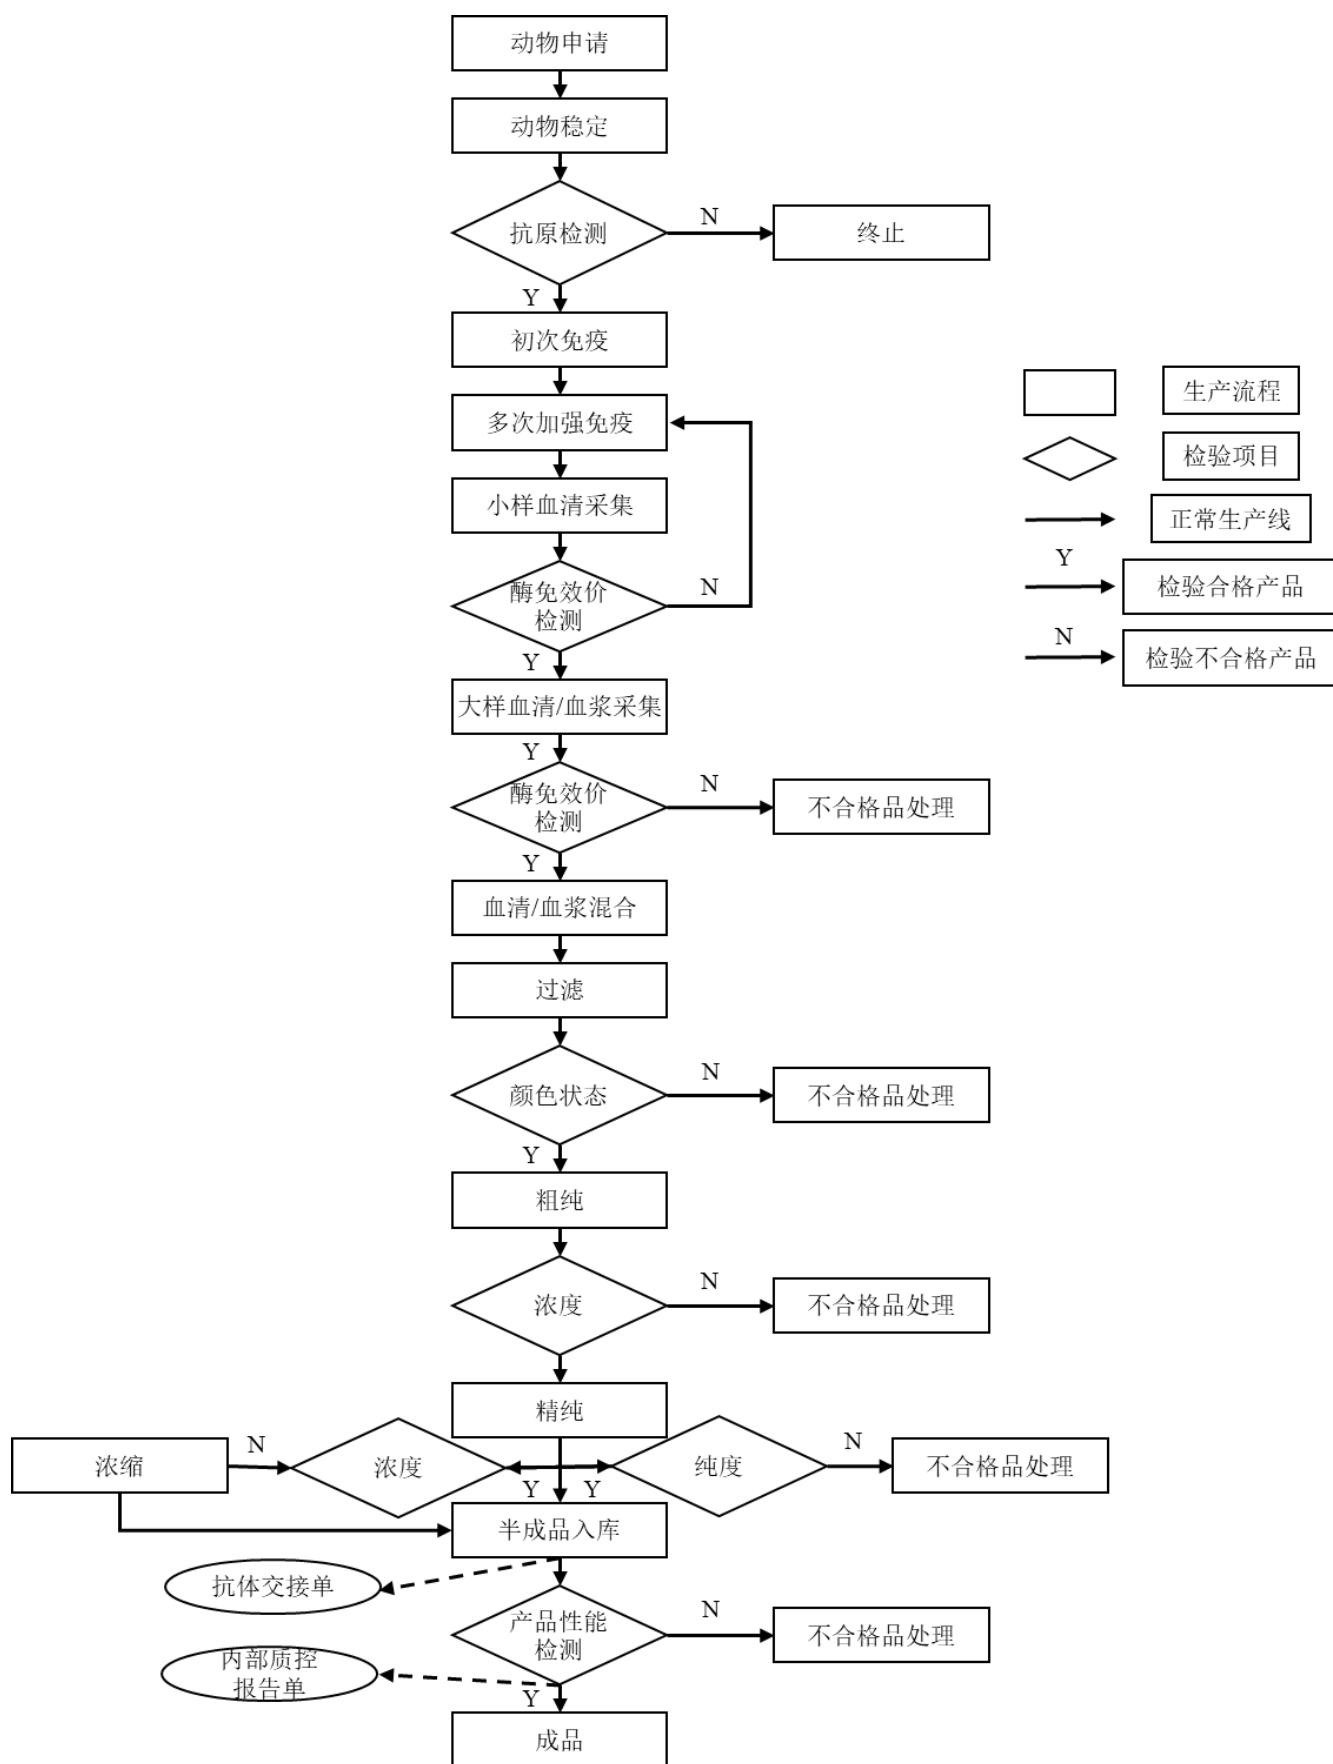 动物申请
动物稳定
抗原检测
N
终止
Y
初次免疫
多次加强免疫
小样血清采集
酶免效价
检测
N
Y
大样血清/血浆采集
Y
酶免效价
检测
N
不合格品处理
Y
血清/血浆混合
过滤
颜色状态
N
不合格品处理
Y
粗纯
浓度
N
不合格品处理
精纯
浓缩
N
浓度
纯度
N
不合格品处理
Y
Y
半成品入库
抗体交接单
产品性能
检测
N
不合格品处理
内部质控
报告单
Y
成品
生产流程
检验项目
正常生产线
Y
检验合格产品
N
检验不合格产品